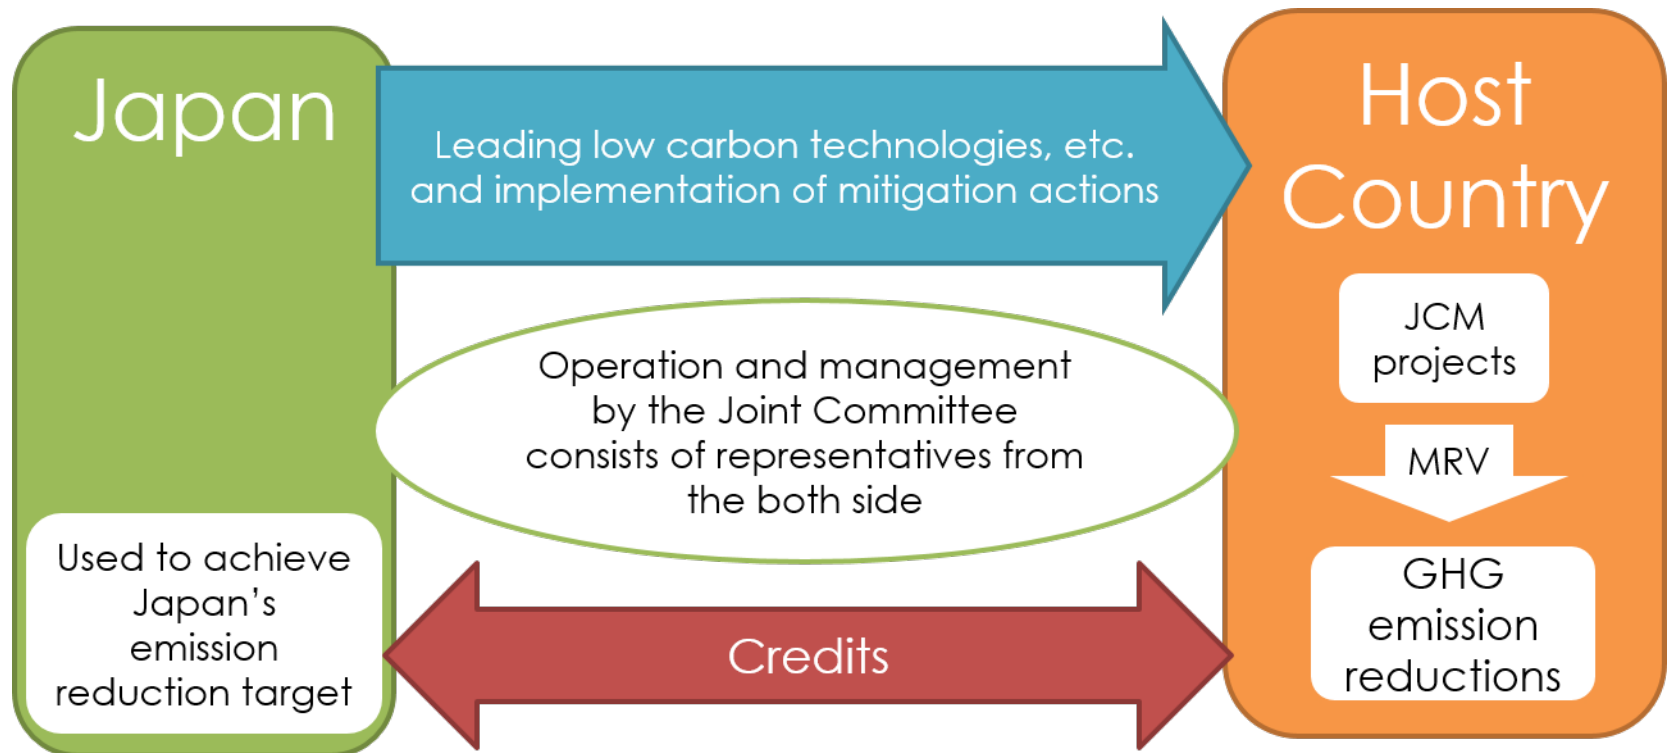 Japan
Leading low carbon technologies, etc.
and implementation of mitigation actions
Host
Country
JCM
projects
MRV
GHG
emission
reductions
Operation and management
by the Joint Committee
consists of representatives from
the both side
Used to achieve
Japan’s
emission
reduction target
Credits